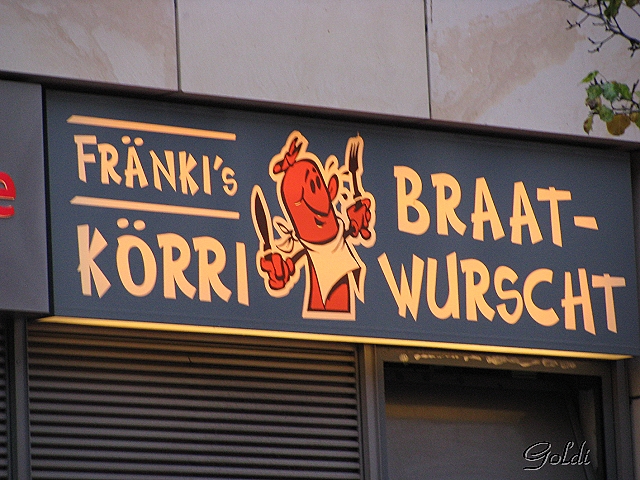 FRÄNKI's
KÖRRI
BRAAT-
WURSCHT
e
Goldi